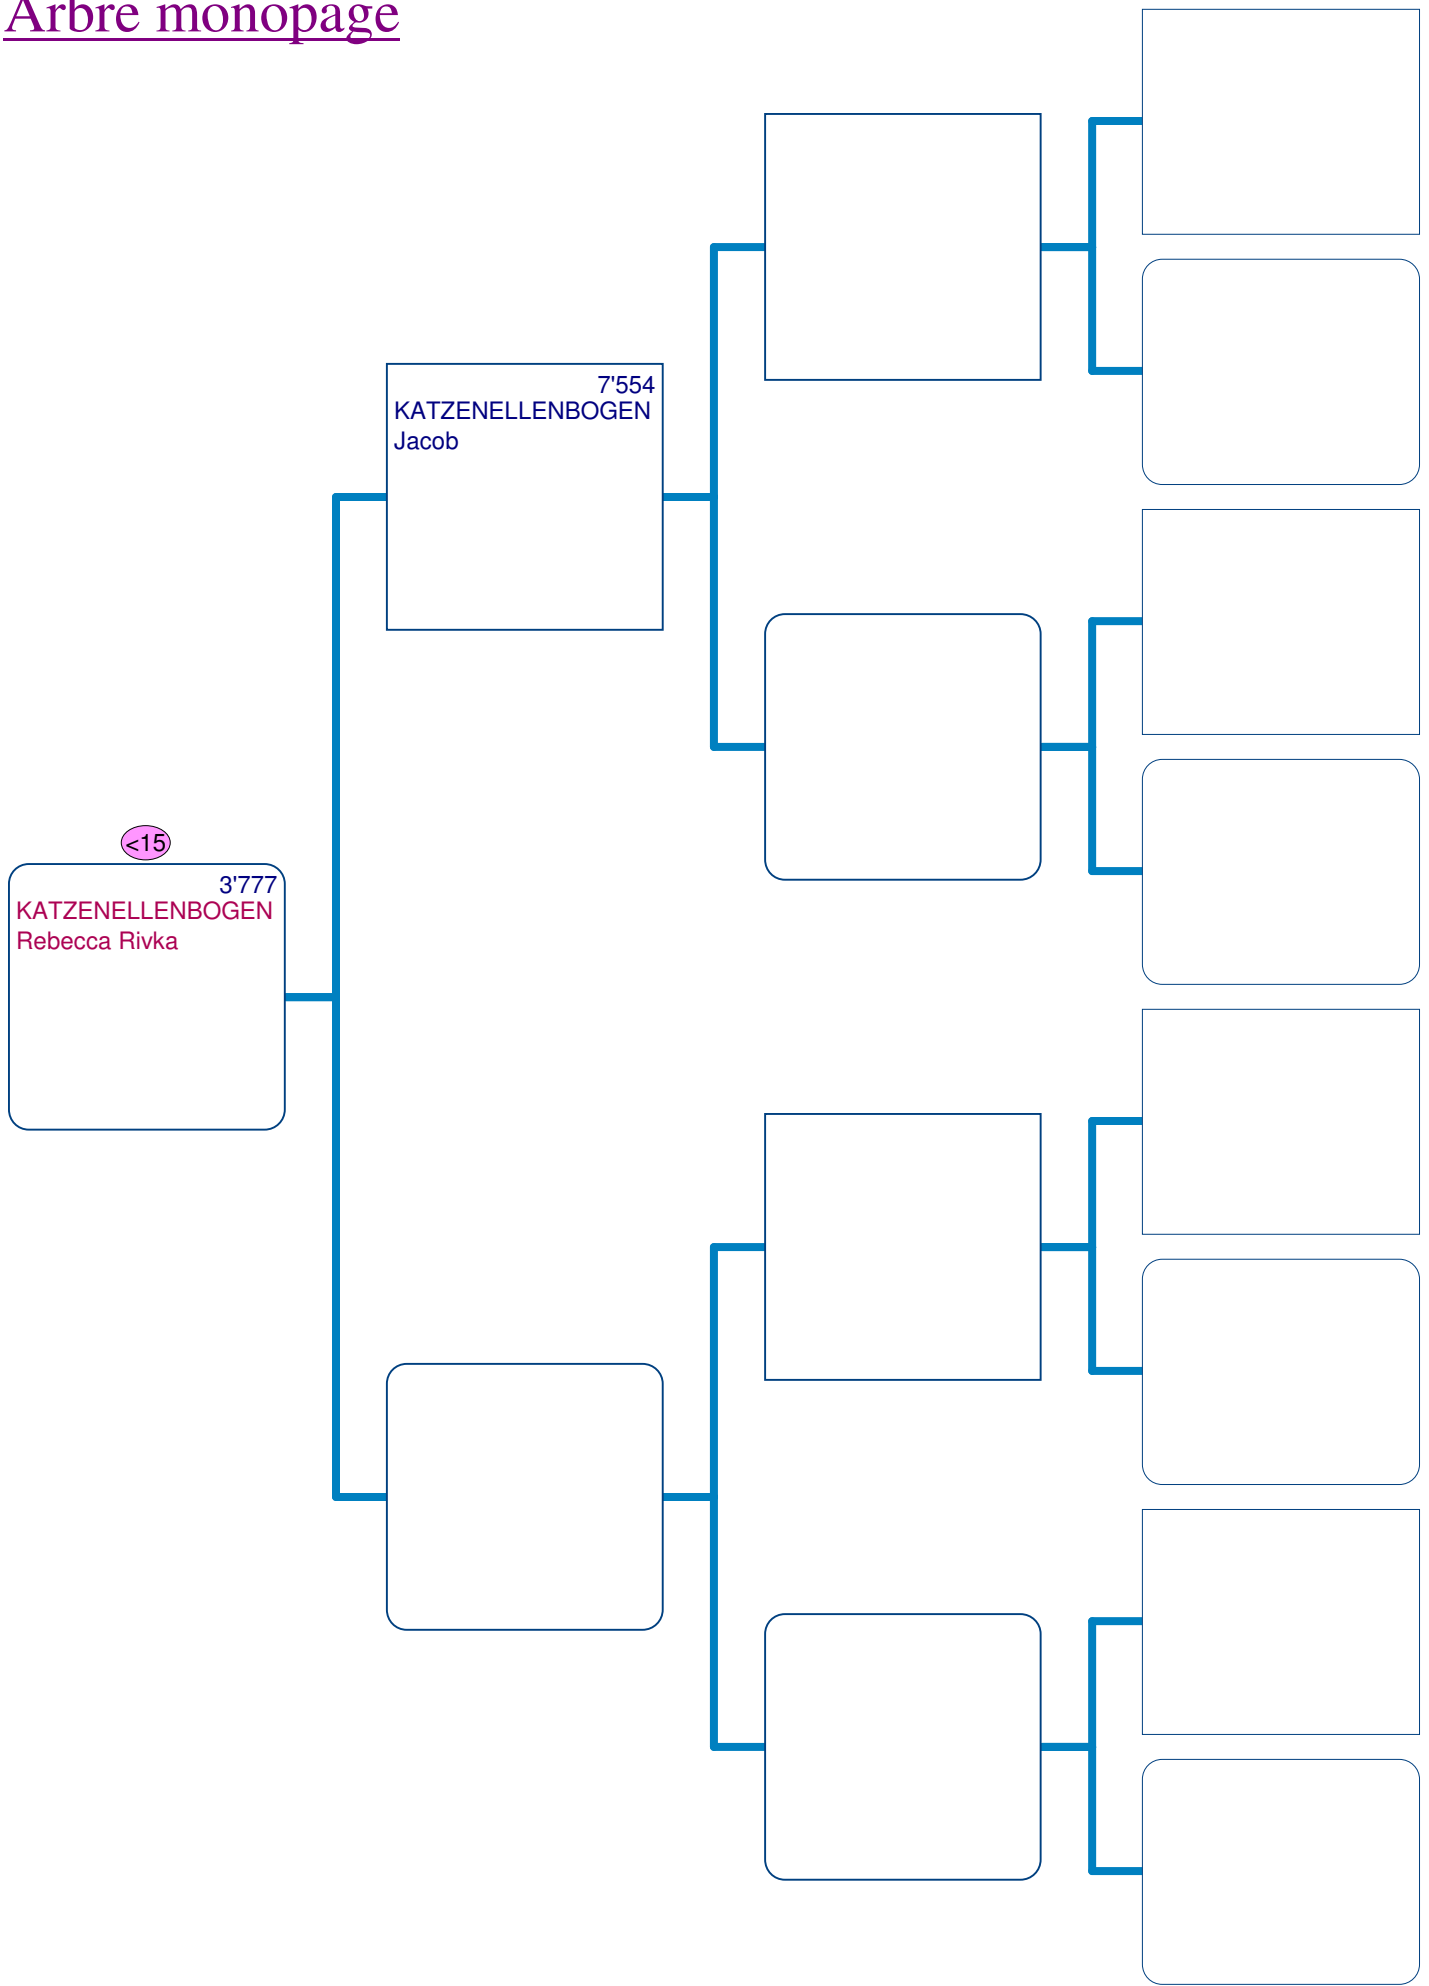 Arbre monopage
7'554
KATZENELLENBOGEN
Jacob
<15
3'777
KATZENELLENBOGEN
Rebecca Rivka